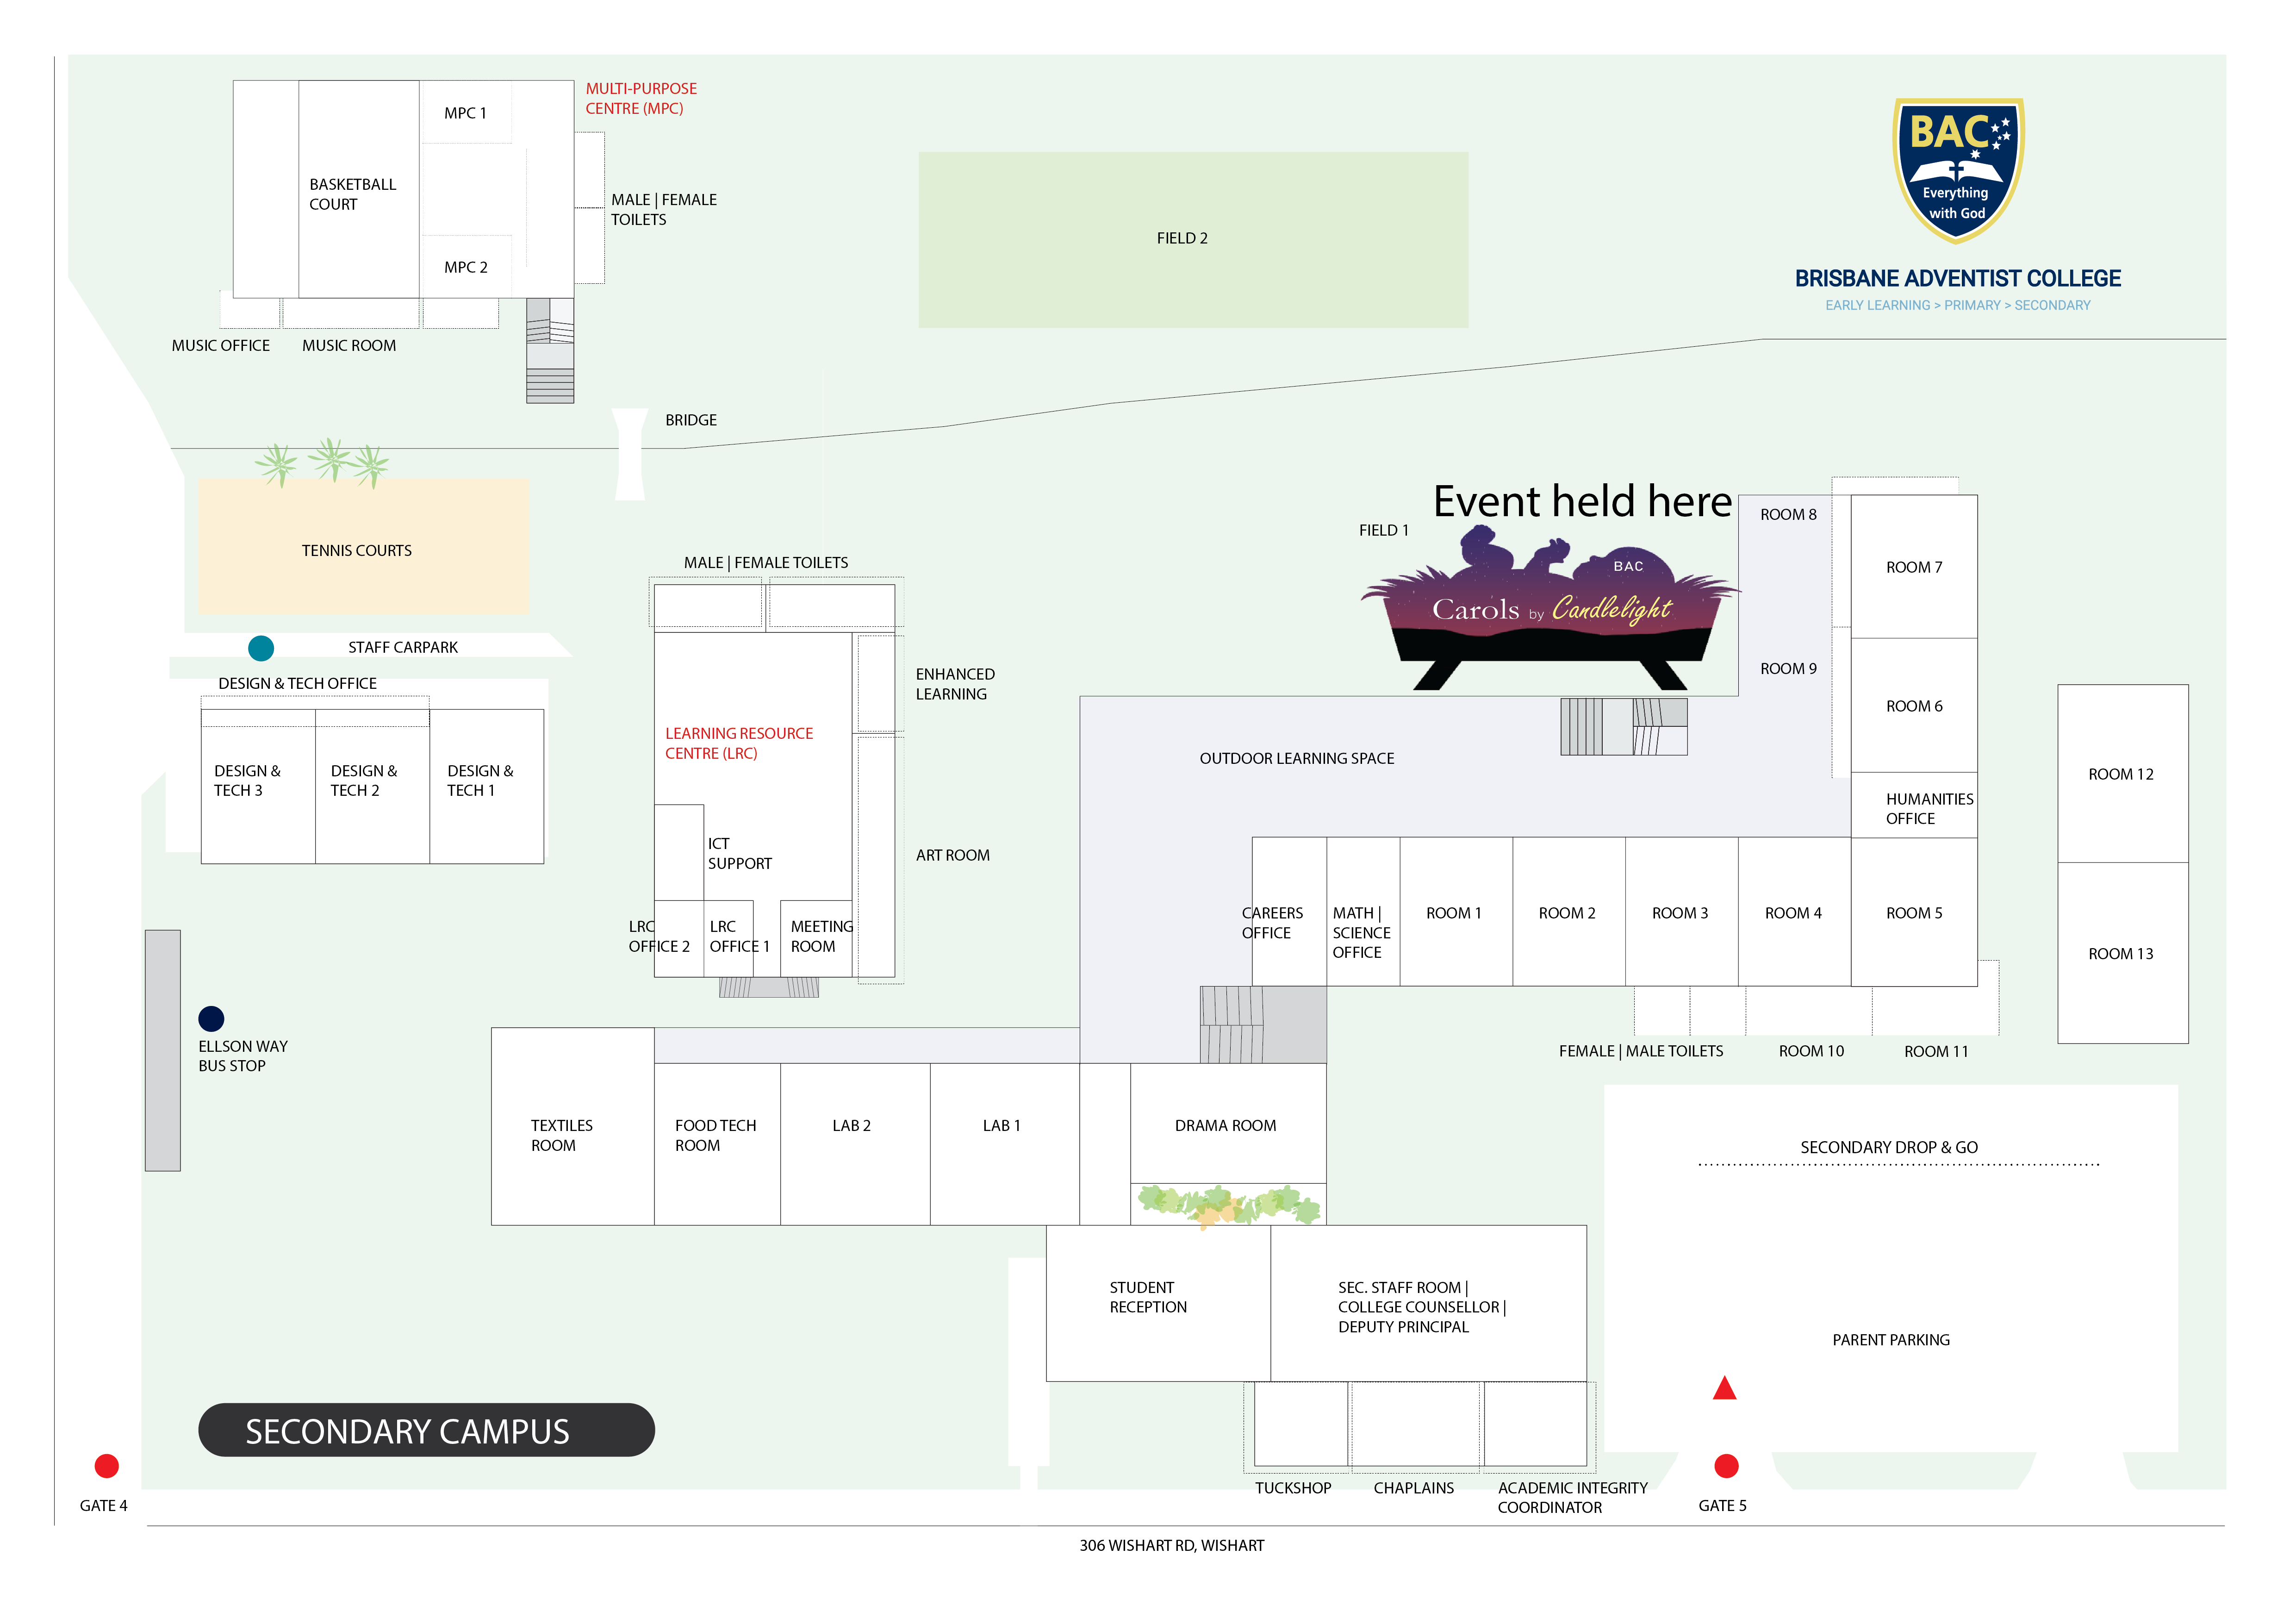 MULTI-PURPOSE
CENTRE (MPC)
MPC 1
BASKETBALL
COURT
MALE | FEMALE
TOILETS
MPC 2
MUSIC OFFICE
MUSIC ROOM
FIELD 2
BAC
Everything
with God
BRISBANE ADVENTIST COLLEGE
EARLY LEARNING > PRIMARY > SECONDARY
BRIDGE
TENNIS COURTS
STAFF CARPARK
DESIGN & TECH OFFICE
DESIGN &
TECH 3
DESIGN &
TECH 2
DESIGN &
TECH 1
MALE | FEMALE TOILETS
ENHANCED
LEARNING
LEARNING RESOURCE
CENTRE (LRC)
ICT
SUPPORT
ART ROOM
LRC
OFFICE 2
LRC
OFFICE 1
MEETING
ROOM
Event held here
FIELD 1
BAC
Carols by Candlelight
ROOM 8
ROOM 7
ROOM 9
ROOM 6
OUTDOOR LEARNING SPACE
HUMANITIES
OFFICE
ROOM 12
ROOM 13
CAREERS
OFFICE
MATH |
SCIENCE
OFFICE
ROOM 1
ROOM 2
ROOM 3
ROOM 4
ROOM 5
FEMALE | MALE TOILETS
ROOM 10
ROOM 11
ELLSON WAY
BUS STOP
TEXTILES
ROOM
FOOD TECH
ROOM
LAB 2
LAB 1
DRAMA ROOM
SECONDARY DROP & GO
STUDENT
RECEPTION
SEC. STAFF ROOM |
COLLEGE COUNSELLOR |
DEPUTY PRINCIPAL
PARENT PARKING
SECONDARY CAMPUS
GATE 4
TUCKSHOP
CHAPLAINS
ACADEMIC INTEGRITY
COORDINATOR
GATE 5
306 WISHART RD, WISHART